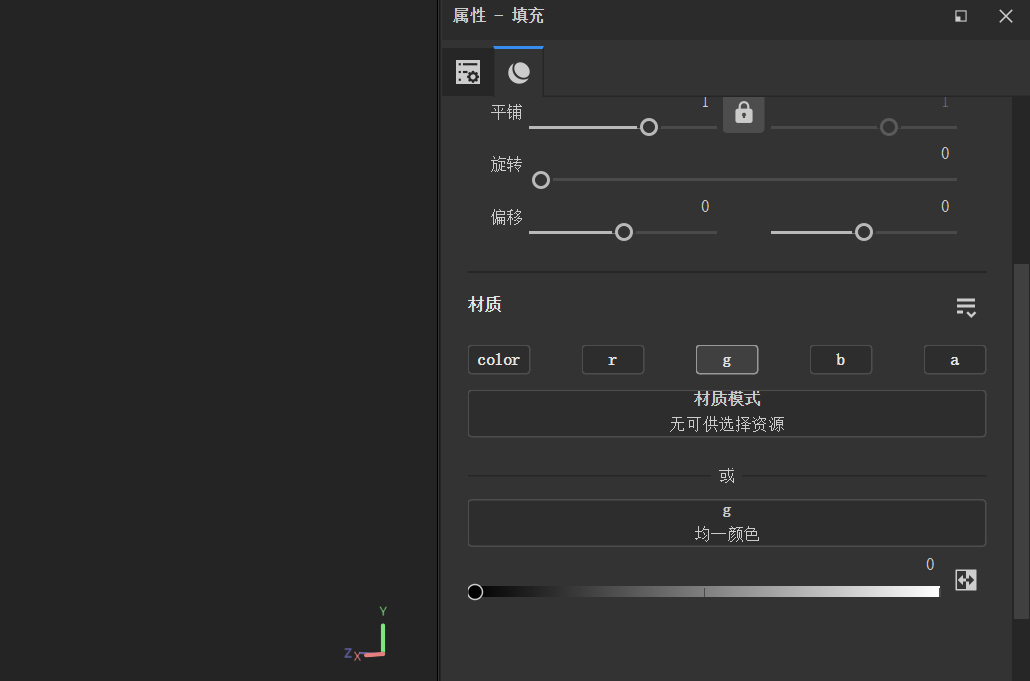 属性 - 填充
平铺 1 1
旋转 0
偏移 0 0
材质
color r g b a
材质模式
无可供选择资源
或
g
均一颜色
0
Y
Z X